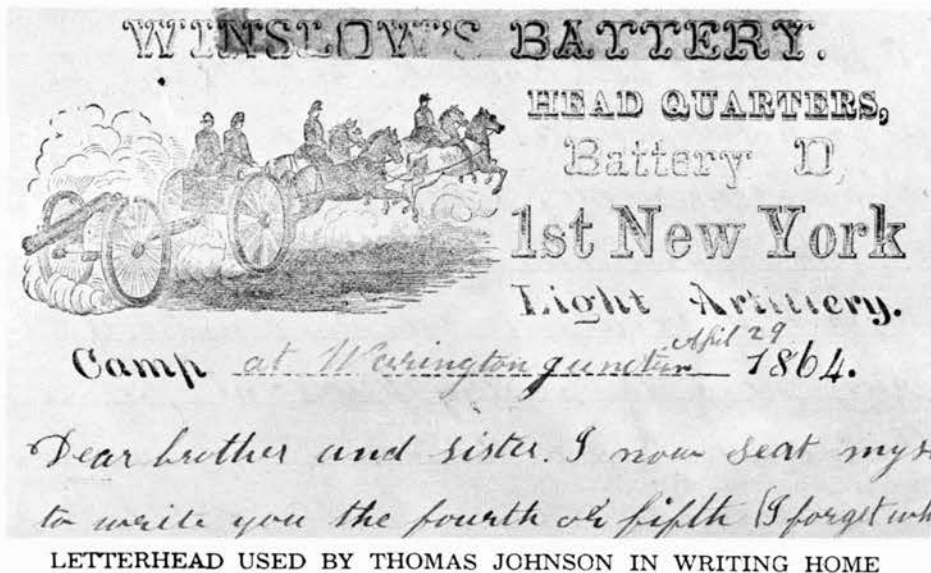 WINSLOW'S BATTERY.
HEAD QUARTERS,
Battery D,
1st New York
Light Artillery.
April 29
Camp at Warrington junction 1864.
Dear brother and sister. I now seat mys
to write you the fourth or fifth (I forget wh
LETTERHEAD USED BY THOMAS JOHNSON IN WRITING HOME